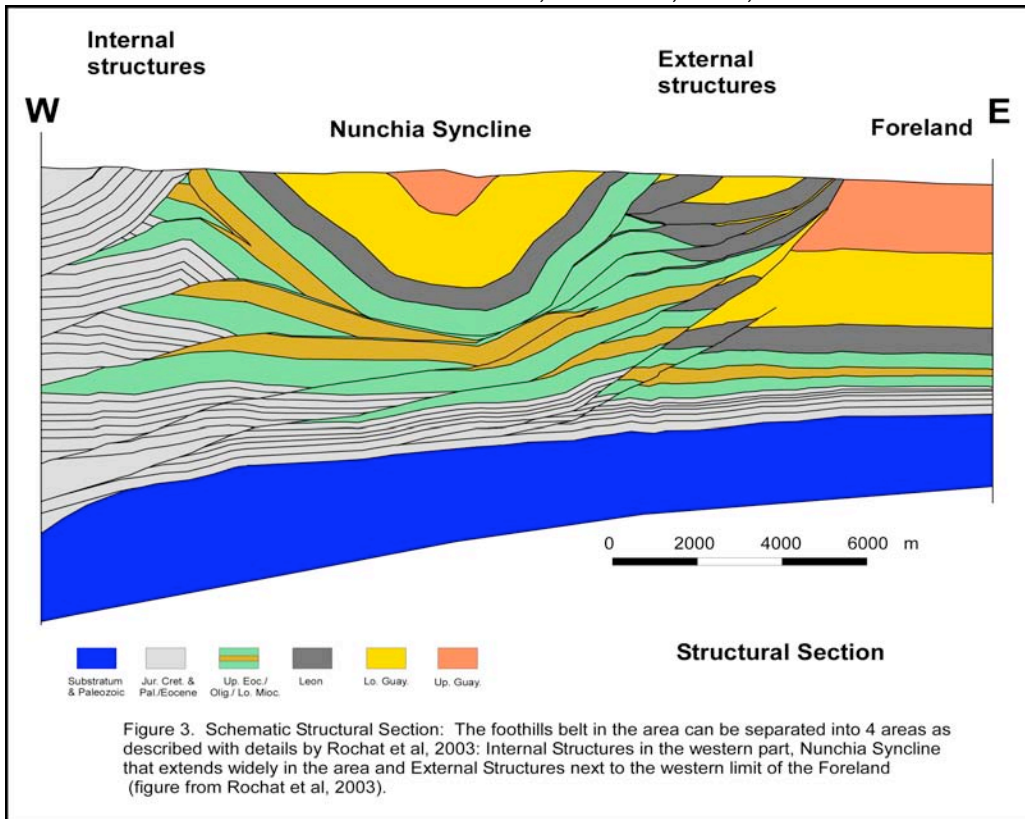 Internal
structures
External
structures
W
E
Nunchia Syncline
Foreland
0 2000 4000 6000 m
Substratum
& Paleozoic
Jur. Cret. &
Pal./Eocene
Up. Eoc./
Olig./ Lo. Mioc.
Leon
Lo. Guay.
Up. Guay.
Structural Section
Figure 3. Schematic Structural Section: The foothills belt in the area can be separated into 4 areas as
described with details by Rochat et al, 2003: Internal Structures in the western part, Nunchia Syncline
that extends widely in the area and External Structures next to the western limit of the Foreland
(figure from Rochat et al, 2003).